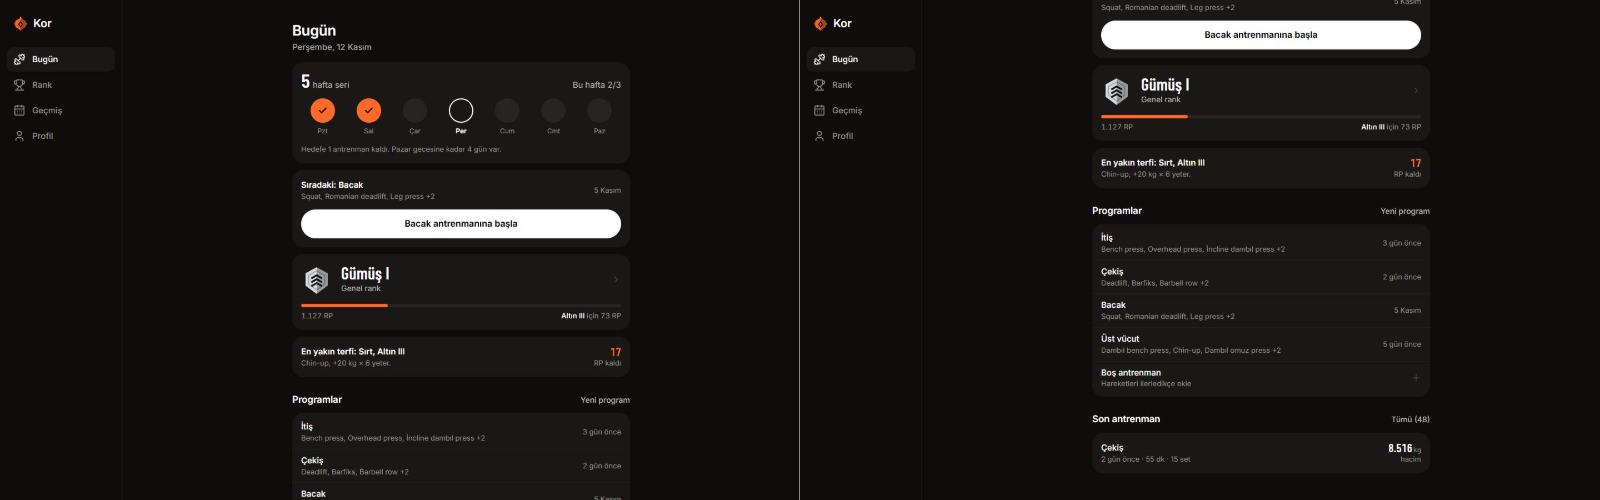 Kor
Bugün
Rank
Geçmiş
Profil
Bugün
Perşembe, 12 Kasım
5 hafta seri
Bu hafta 2/3
Pzt Sal Çar Per Cum Cmt Paz
Hedefe 1 antrenman kaldı. Pazar gecesine kadar 4 gün var.
Sıradaki: Bacak
Squat, Romanian deadlift, Leg press +2
5 Kasım
Bacak antrenmanına başla
Gümüş I
Genel rank
1.127 RP
Altın III için 73 RP
En yakın terfi: Sırt, Altın III
Chin-up, +20 kg × 6 yeter.
17
RP kaldı
Programlar
Yeni program
İtiş
Bench press, Overhead press, İncline dambıl press +2
3 gün önce
Çekiş
Deadlift, Barfiks, Barbell row +2
2 gün önce
Bacak
5 Kasım
Kor
Bugün
Rank
Geçmiş
Profil
Squat, Romanian deadlift, Leg press +2
5 Kasım
Bacak antrenmanına başla
Gümüş I
Genel rank
1.127 RP
Altın III için 73 RP
En yakın terfi: Sırt, Altın III
Chin-up, +20 kg × 6 yeter.
17
RP kaldı
Programlar
Yeni program
İtiş
Bench press, Overhead press, İncline dambıl press +2
3 gün önce
Çekiş
Deadlift, Barfiks, Barbell row +2
2 gün önce
Bacak
Squat, Romanian deadlift, Leg press +2
5 Kasım
Üst vücut
Dambıl bench press, Chin-up, Dambıl omuz press +2
5 gün önce
Boş antrenman
Hareketleri ilerledikçe ekle
Son antrenman
Tümü (48)
Çekiş
2 gün önce · 55 dk · 15 set
8.516 kg
hacim